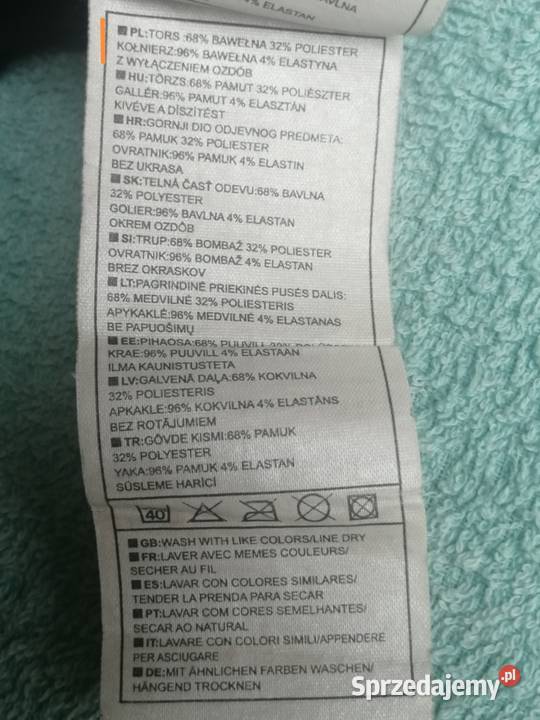 4% ELASTAN
PL:TORS :68% BAWEŁNA 32% POLIESTER
KOŁNIERZ:96% BAWEŁNA 4% ELASTYNA
Z WYŁĄCZENIEM OZDÓB
HU:TÖRZS:68% PAMUT 32% POLIÉSZTER
GALLÉR:96% PAMUT 4% ELASZTÁN
KIVÉVE A DÍSZÍTÉST
HR:GORNJI DIO ODJEVNOG PREDMETA:
68% PAMUK 32% POLIESTER
OVRATNIK:96% PAMUK 4% ELASTIN
BEZ UKRASA
SK:TELNÁ ČASŤ ODEVU:68% BAVLNA
32% POLYESTER
GOLIER:96% BAVLNA 4% ELASTAN
OKREM OZDÔB
SI:TRUP:68% BOMBAŽ 32% POLIESTER
OVRATNIK:96% BOMBAŽ 4% ELASTAN
BREZ OKRASKOV
LT:PAGRINDINĖ PRIEKINĖS PUSĖS DALIS:
68% MEDVILNĖ 32% POLIESTERIS
APYKAKLĖ:96% MEDVILNĖ 4% ELASTANAS
BE PAPUOŠIMŲ
EE:PIHAOSA:68% PUUVILL 32%
KRAE:96% PUUVILL 4% ELASTAAN
ILMA KAUNISTUSTETA
LV:GALVENĀ DAĻA:68% KOKVILNA
32% POLIESTERIS
APKAKLE:96% KOKVILNA 4% ELASTĀNS
BEZ ROTĀJUMIEM
TR:GÖVDE KISMI:68% PAMUK
32% POLYESTER
YAKA:96% PAMUK 4% ELASTAN
SÜSLEME HARİCİ
40
GB:WASH WITH LIKE COLORS/LINE DRY
FR:LAVER AVEC MEMES COULEURS/
SECHER AU FIL
ES:LAVAR CON COLORES SIMILARES/
TENDER LA PRENDA PARA SECAR
PT:LAVAR COM CORES SEMELHANTES/
SECAR AO NATURAL
IT:LAVARE CON COLORI SIMILI/APPENDERE
PER ASCIUGARE
DE:MIT ÄHNLICHEN FARBEN WASCHEN/
HÄNGEND TROCKNEN
Sprzedajemy.pl